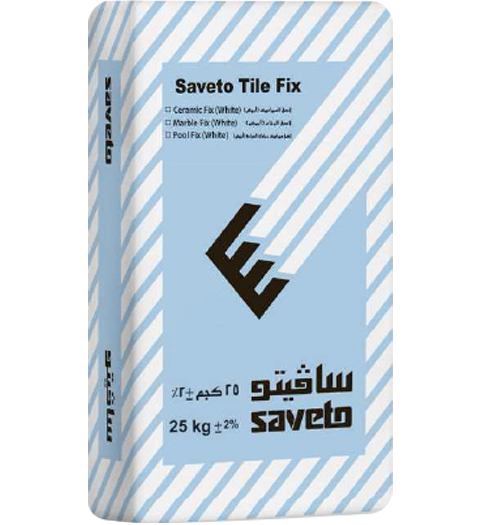 Saveto Tile Fix
□ Ceramic Fix (White)
□ Marble Fix (White)
□ Pool Fix (White)
٢٥ كجم ±٢٪
25 kg ±2%
ساڤيتو
saveto
saveto
ساڤيتو